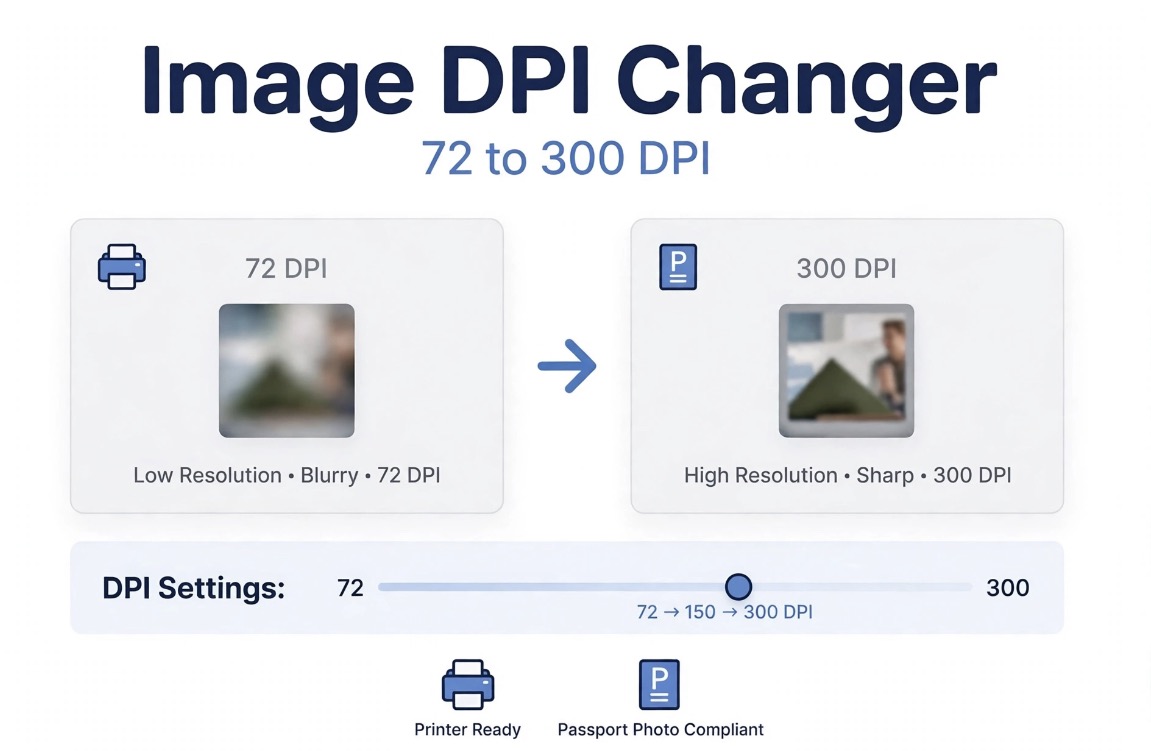 Image DPI Changer
72 to 300 DPI
72 DPI
Low Resolution • Blurry • 72 DPI
P
300 DPI
High Resolution • Sharp • 300 DPI
DPI Settings:
72
300
72 → 150 → 300 DPI
Printer Ready
P
Passport Photo Compliant